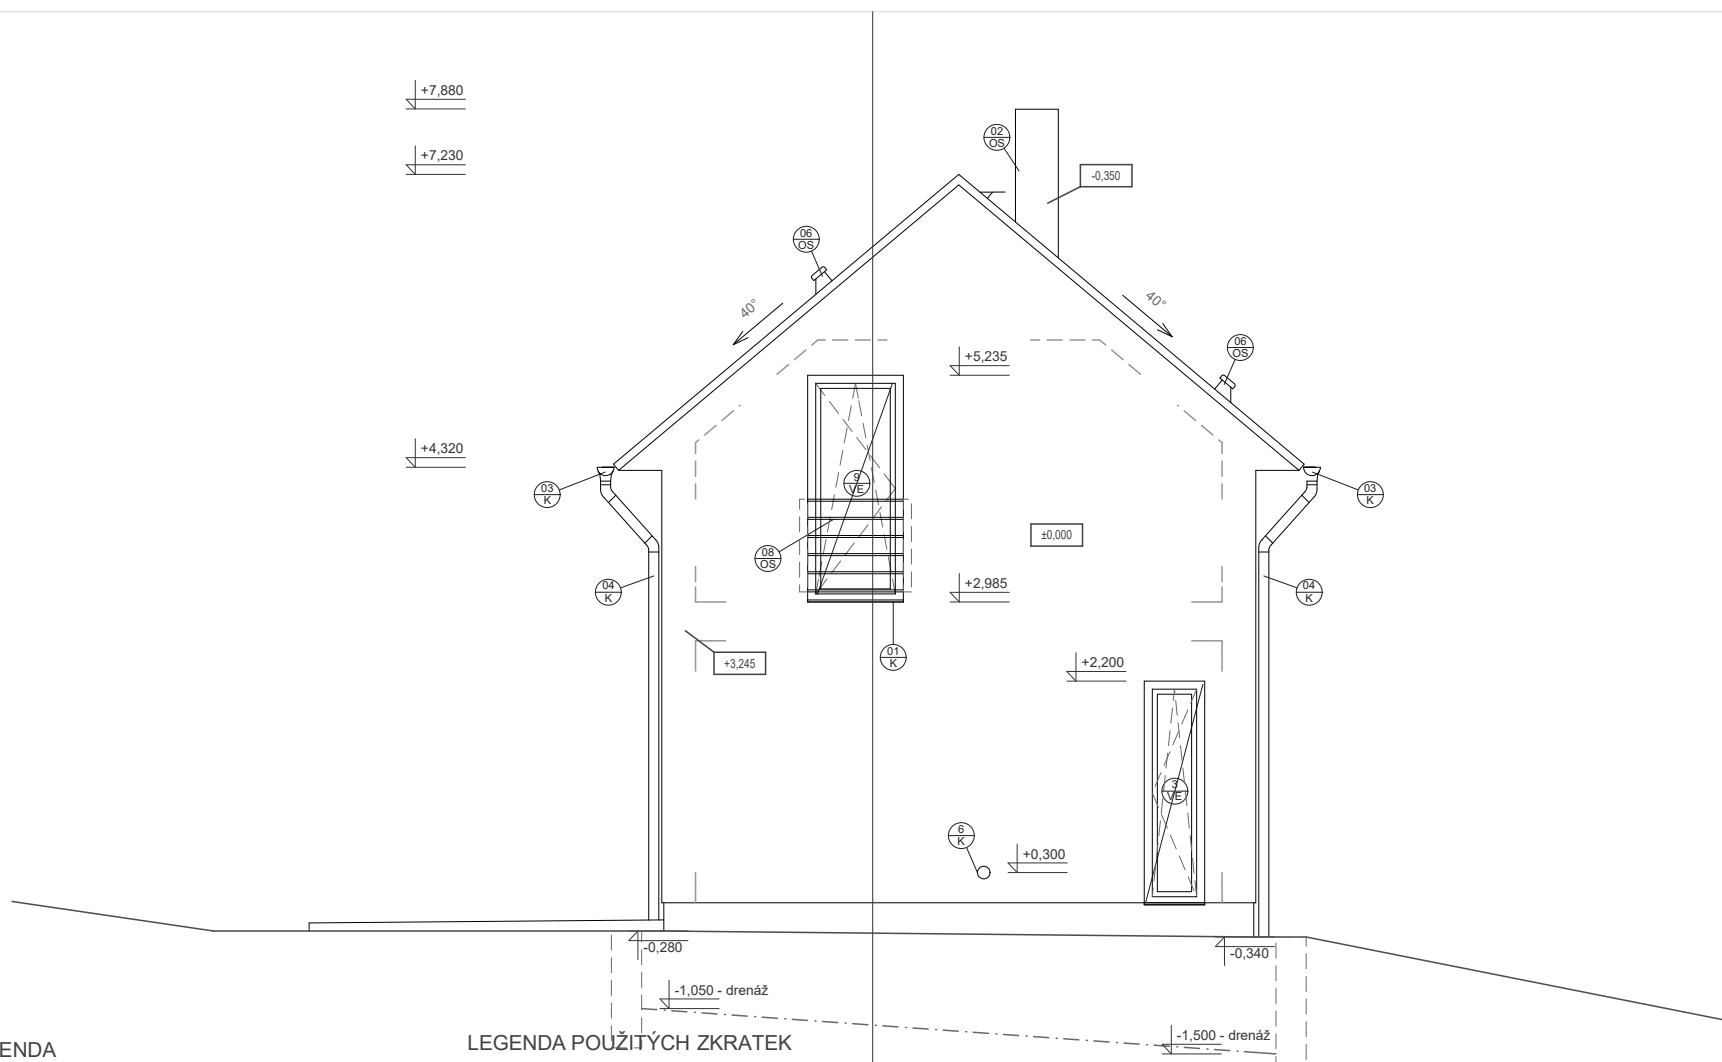 +7,880
02
OS
+7,230
-0,350
06
OS
40°
40°
06
OS
+5,235
+4,320
9
VE
03
K
03
K
±0,000
08
OS
+2,985
04
K
04
K
01
K
+3,245
+2,200
3
VE
6
K
+0,300
-0,280
-0,340
-1,050 - drenáž
-1,500 - drenáž
LEGENDA POUŽITÝCH ZKRATEK
ENDA